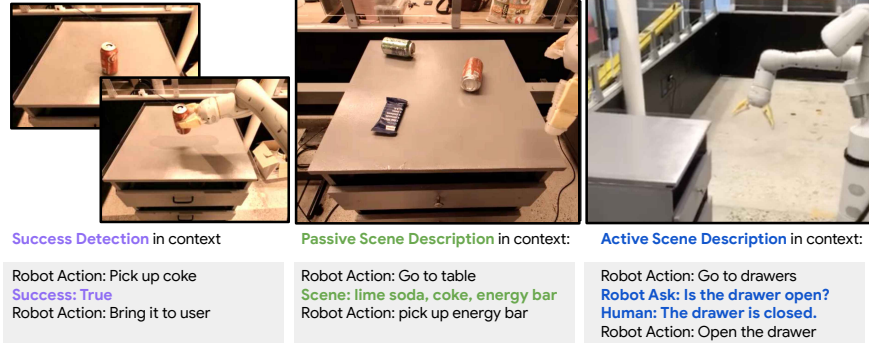 Success Detection in context
Robot Action: Pick up coke
Success: True
Robot Action: Bring it to user
Passive Scene Description in context:
Robot Action: Go to table
Scene: lime soda, coke, energy bar
Robot Action: pick up energy bar
Active Scene Description in context:
Robot Action: Go to drawers
Robot Ask: Is the drawer open?
Human: The drawer is closed.
Robot Action: Open the drawer